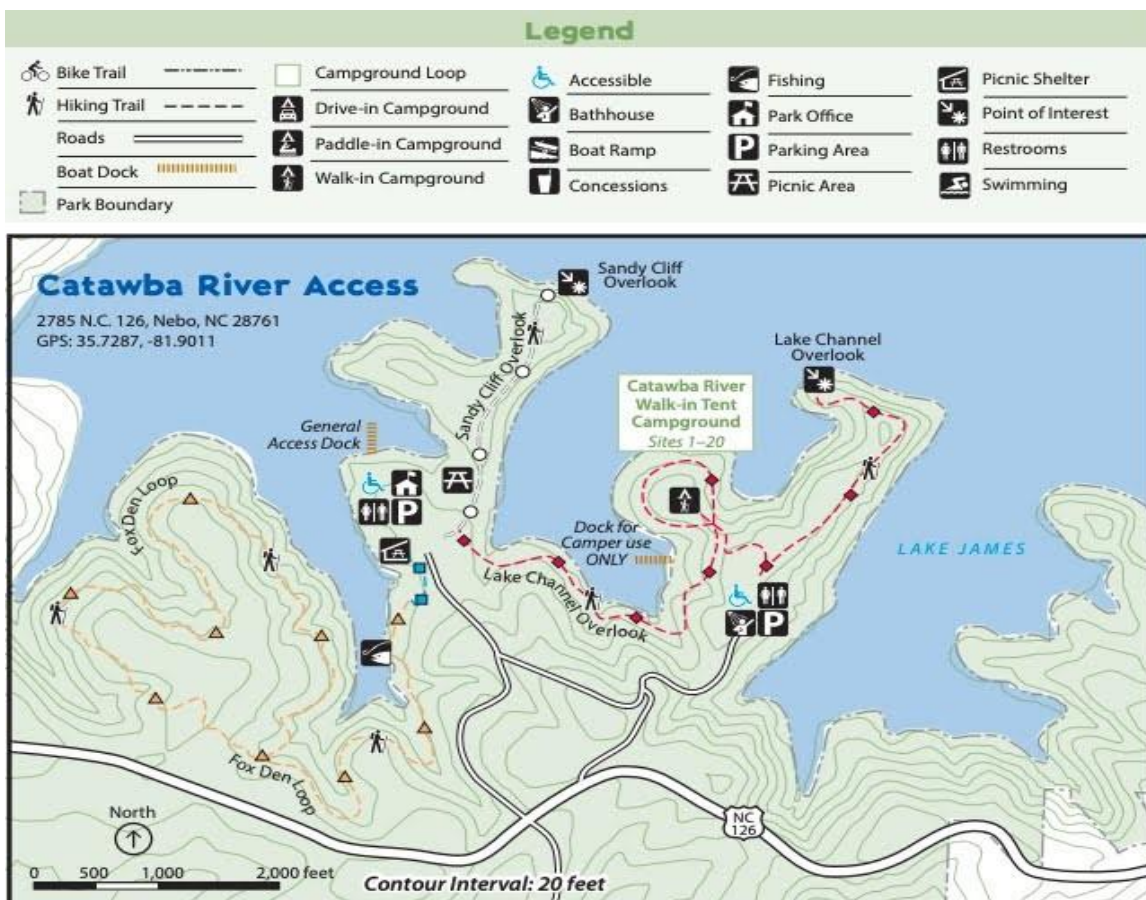 Legend
Bike Trail
Hiking Trail
Roads
Boat Dock
Park Boundary
Campground Loop
Drive-in Campground
Paddle-in Campground
Walk-in Campground
Accessible
Bathhouse
Boat Ramp
Concessions
Fishing
Park Office
P Parking Area
Picnic Area
Picnic Shelter
Point of Interest
Restrooms
Swimming
Catawba River Access
2785 N.C. 126, Nebo, NC 28761
GPS: 35.7287, -81.9011
Sandy Cliff
Overlook
Sandy Cliff Overlook
Lake Channel
Overlook
Catawba River
Walk-in Tent
Campground
Sites 1–20
General
Access Dock
P
Fox Den Loop
Dock for
Camper use
ONLY
Lake Channel Overlook
LAKE JAMES
P
Fox Den Loop
NC
126
North
0 500 1,000 2,000 feet
Contour Interval: 20 feet